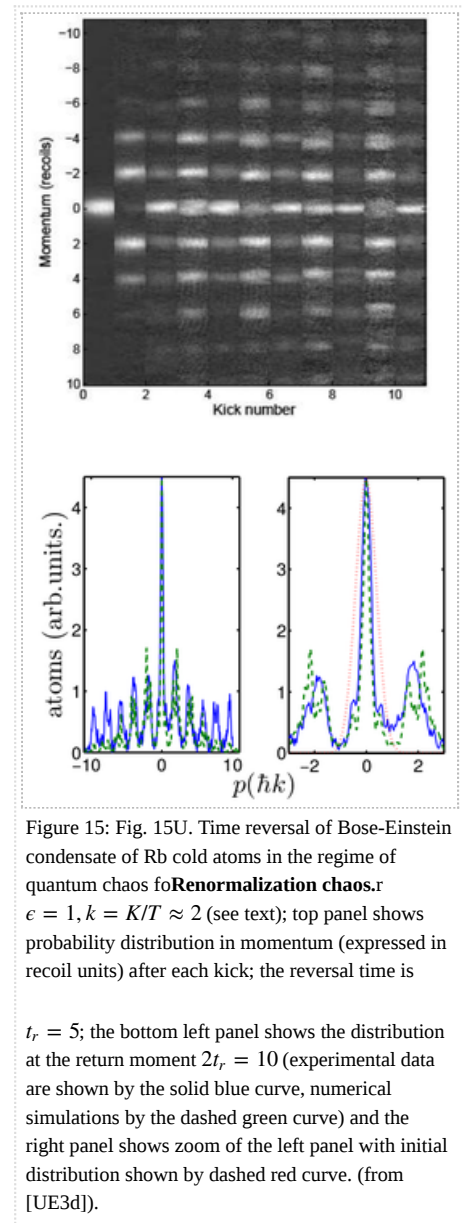 −10
−8
−6
−4
−2
0
2
4
6
8
10
Momentum (recoils)
0 2 4 6 8 10
Kick number
4
3
2
1
0
atoms (arb.units.)
−10 0 10
4
3
2
1
0
−2 0 2
p(ħk)
Figure 15: Fig. 15U. Time reversal of Bose-Einstein
condensate of Rb cold atoms in the regime of
quantum chaos foRenormalization chaos.r
ϵ = 1, k = K/T ≈ 2 (see text); top panel shows
probability distribution in momentum (expressed in
recoil units) after each kick; the reversal time is
t_r = 5; the bottom left panel shows the distribution
at the return moment 2t_r = 10 (experimental data
are shown by the solid blue curve, numerical
simulations by the dashed green curve) and the
right panel shows zoom of the left panel with initial
distribution shown by dashed red curve. (from
[UE3d]).